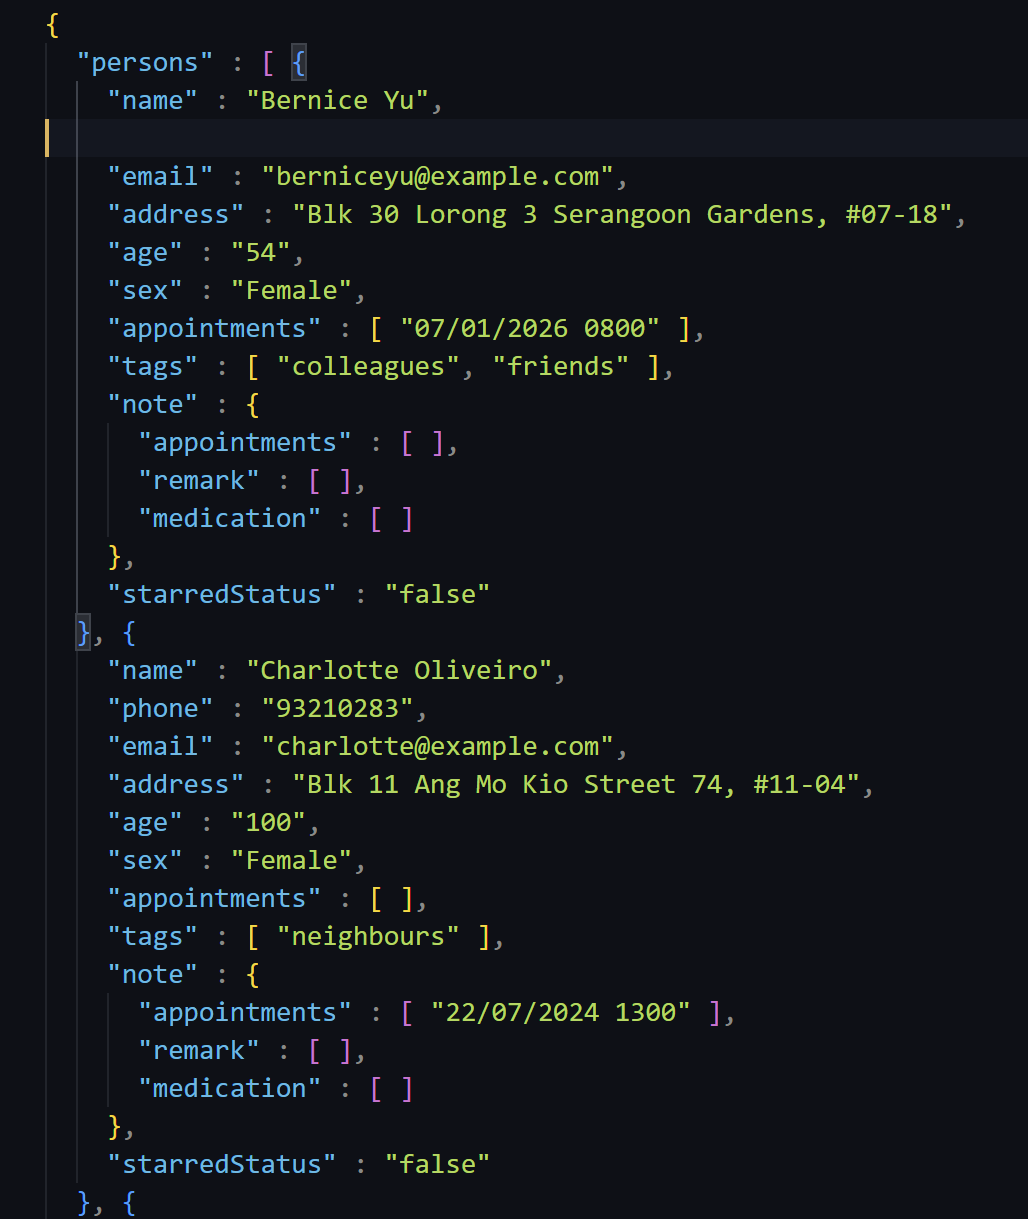 {
  "persons" : [ {
    "name" : "Bernice Yu",

    "email" : "berniceyu@example.com",
    "address" : "Blk 30 Lorong 3 Serangoon Gardens, #07-18",
    "age" : "54",
    "sex" : "Female",
    "appointments" : [ "07/01/2026 0800" ],
    "tags" : [ "colleagues", "friends" ],
    "note" : {
      "appointments" : [ ],
      "remark" : [ ],
      "medication" : [ ]
    },
    "starredStatus" : "false"
  }, {
    "name" : "Charlotte Oliveiro",
    "phone" : "93210283",
    "email" : "charlotte@example.com",
    "address" : "Blk 11 Ang Mo Kio Street 74, #11-04",
    "age" : "100",
    "sex" : "Female",
    "appointments" : [ ],
    "tags" : [ "neighbours" ],
    "note" : {
      "appointments" : [ "22/07/2024 1300" ],
      "remark" : [ ],
      "medication" : [ ]
    },
    "starredStatus" : "false"
  }, {